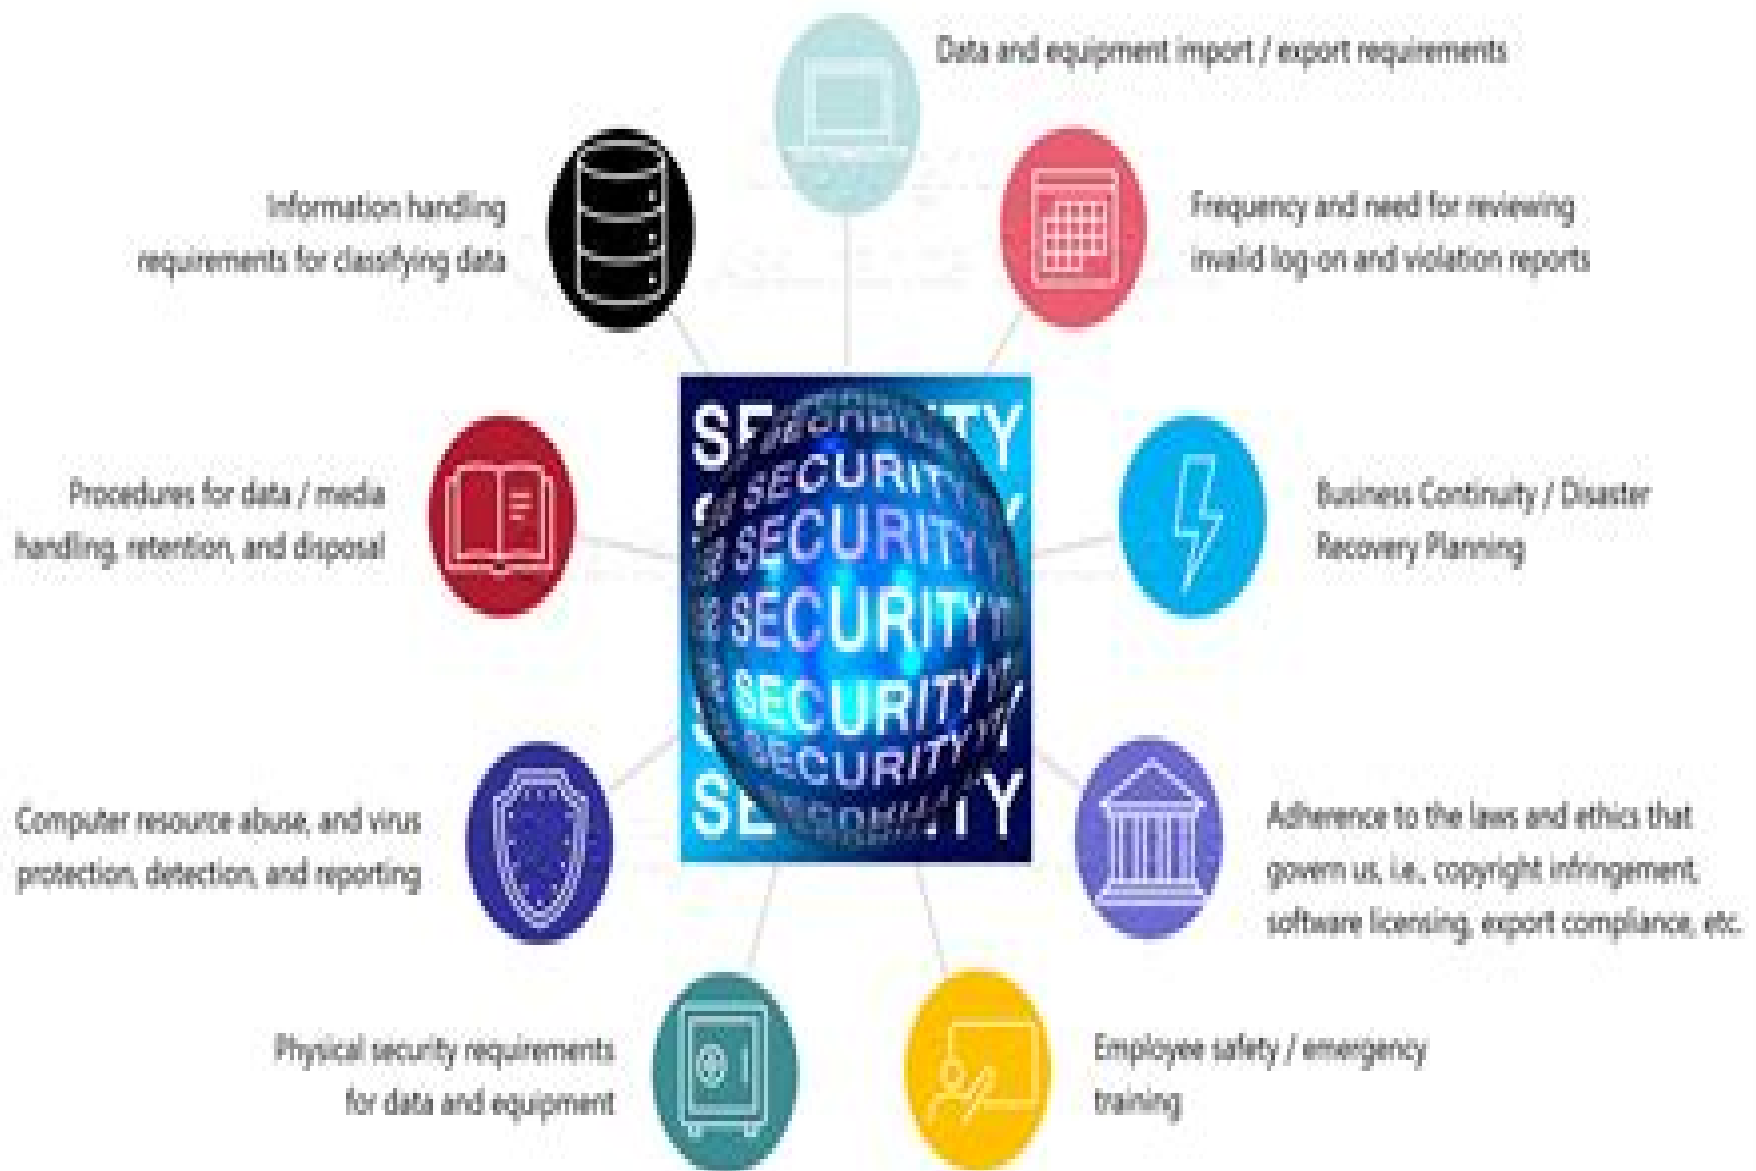 Data and equipment import / export requirements
Information handling
requirements for classifying data
Frequency and need for reviewing
invalid log-on and violation reports
Procedures for data / media
handling, retention, and disposal
Business Continuity / Disaster
Recovery Planning
Computer resource abuse, and virus
protection, detection, and reporting
Adherence to the laws and ethics that
govern us, i.e., copyright infringement,
software licensing, export compliance, etc.
Physical security requirements
for data and equipment
Employee safety / emergency
training
SECURITY
SECURITY
SECURITY
SECURITY
SECURITY